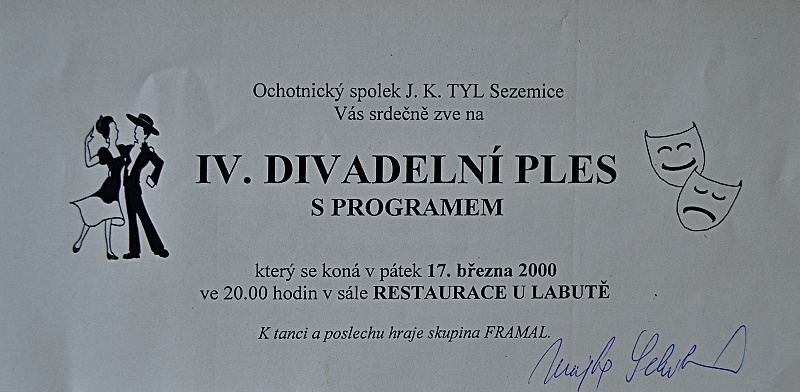 Ochotnický spolek J. K. TYL Sezemice
Vás srdečně zve na
IV. DIVADELNÍ PLES
S PROGRAMEM
který se koná v pátek 17. března 2000
ve 20.00 hodin v sále RESTAURACE U LABUTĚ
K tanci a poslechu hraje skupina FRAMAL.